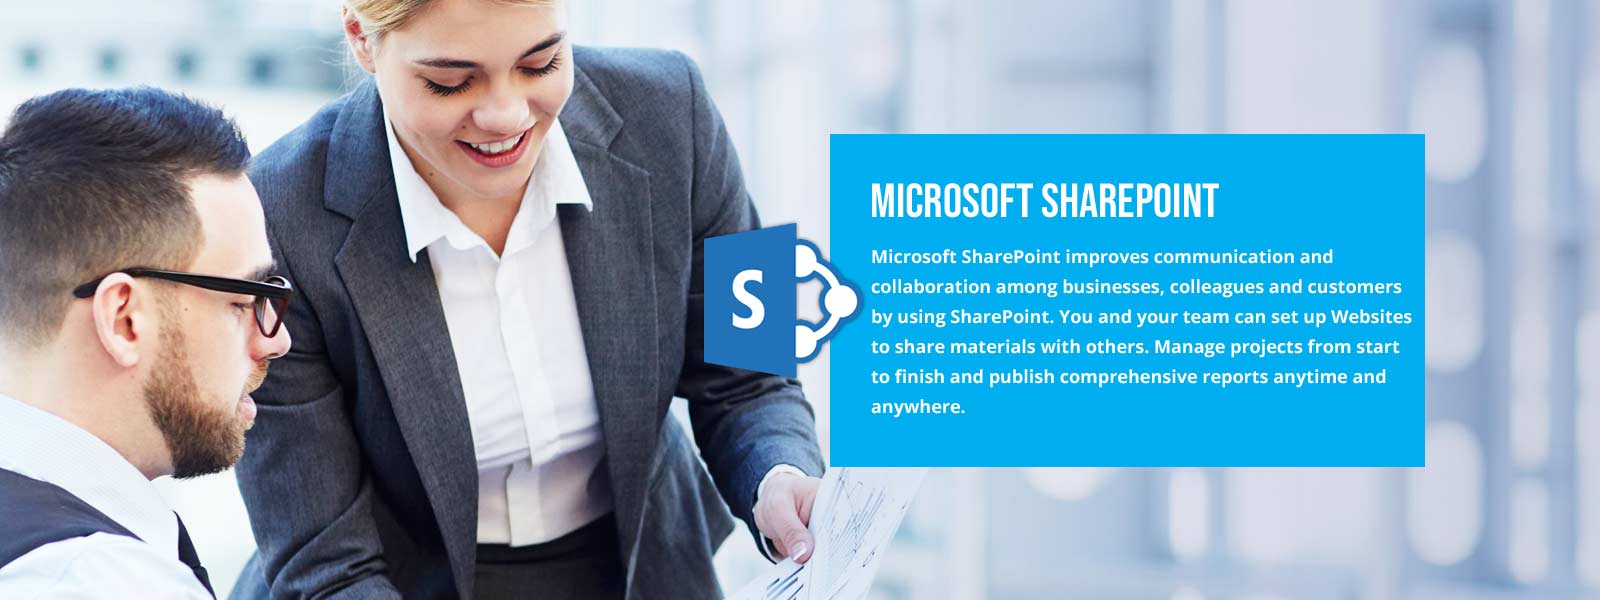 MICROSOFT SHAREPOINT
Microsoft SharePoint improves communication and
collaboration among businesses, colleagues and customers
by using SharePoint. You and your team can set up Websites
to share materials with others. Manage projects from start
to finish and publish comprehensive reports anytime and
anywhere.
S